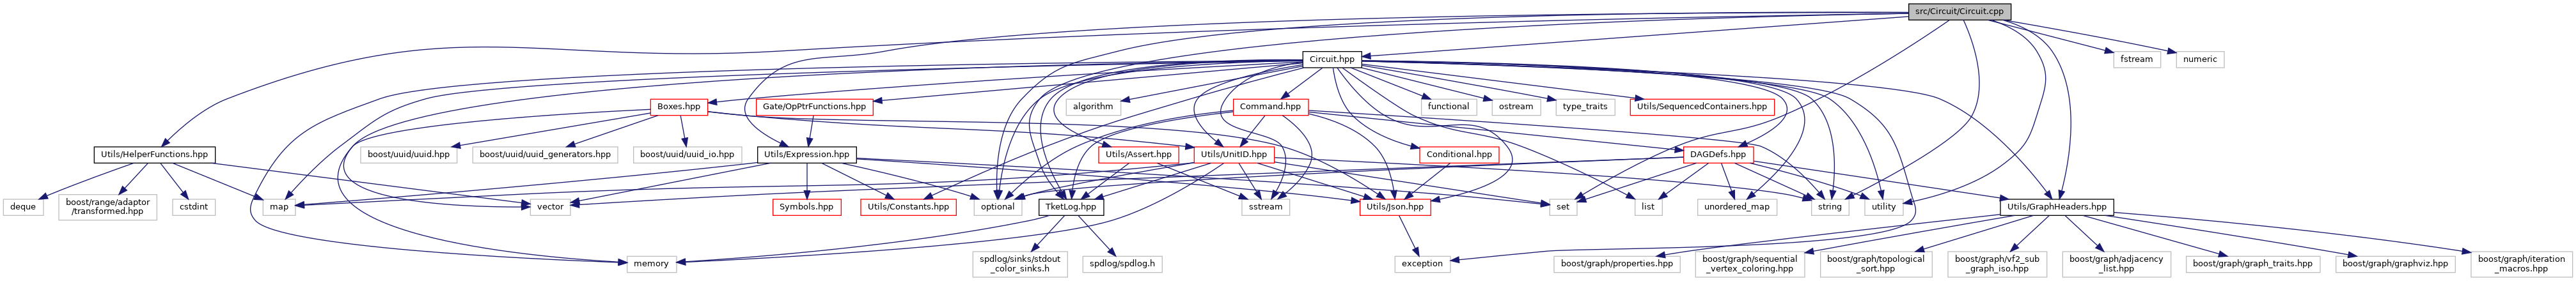 src/Circuit/Circuit.cpp
Circuit.hpp
fstream
numeric
Boxes.hpp
Gate/OpPtrFunctions.hpp
algorithm
Command.hpp
functional
ostream
type_traits
Utils/SequencedContainers.hpp
Utils/HelperFunctions.hpp
boost/uuid/uuid.hpp
boost/uuid/uuid_generators.hpp
boost/uuid/uuid_io.hpp
Utils/Expression.hpp
Utils/Assert.hpp
Utils/UnitID.hpp
Conditional.hpp
DAGDefs.hpp
deque
boost/range/adaptor
/transformed.hpp
cstdint
map
vector
Symbols.hpp
Utils/Constants.hpp
optional
TketLog.hpp
sstream
Utils/Json.hpp
set
list
unordered_map
string
utility
Utils/GraphHeaders.hpp
memory
spdlog/sinks/stdout
_color_sinks.h
spdlog/spdlog.h
exception
boost/graph/properties.hpp
boost/graph/sequential
_vertex_coloring.hpp
boost/graph/topological
_sort.hpp
boost/graph/vf2_sub
_graph_iso.hpp
boost/graph/adjacency
_list.hpp
boost/graph/graph_traits.hpp
boost/graph/graphviz.hpp
boost/graph/iteration
_macros.hpp